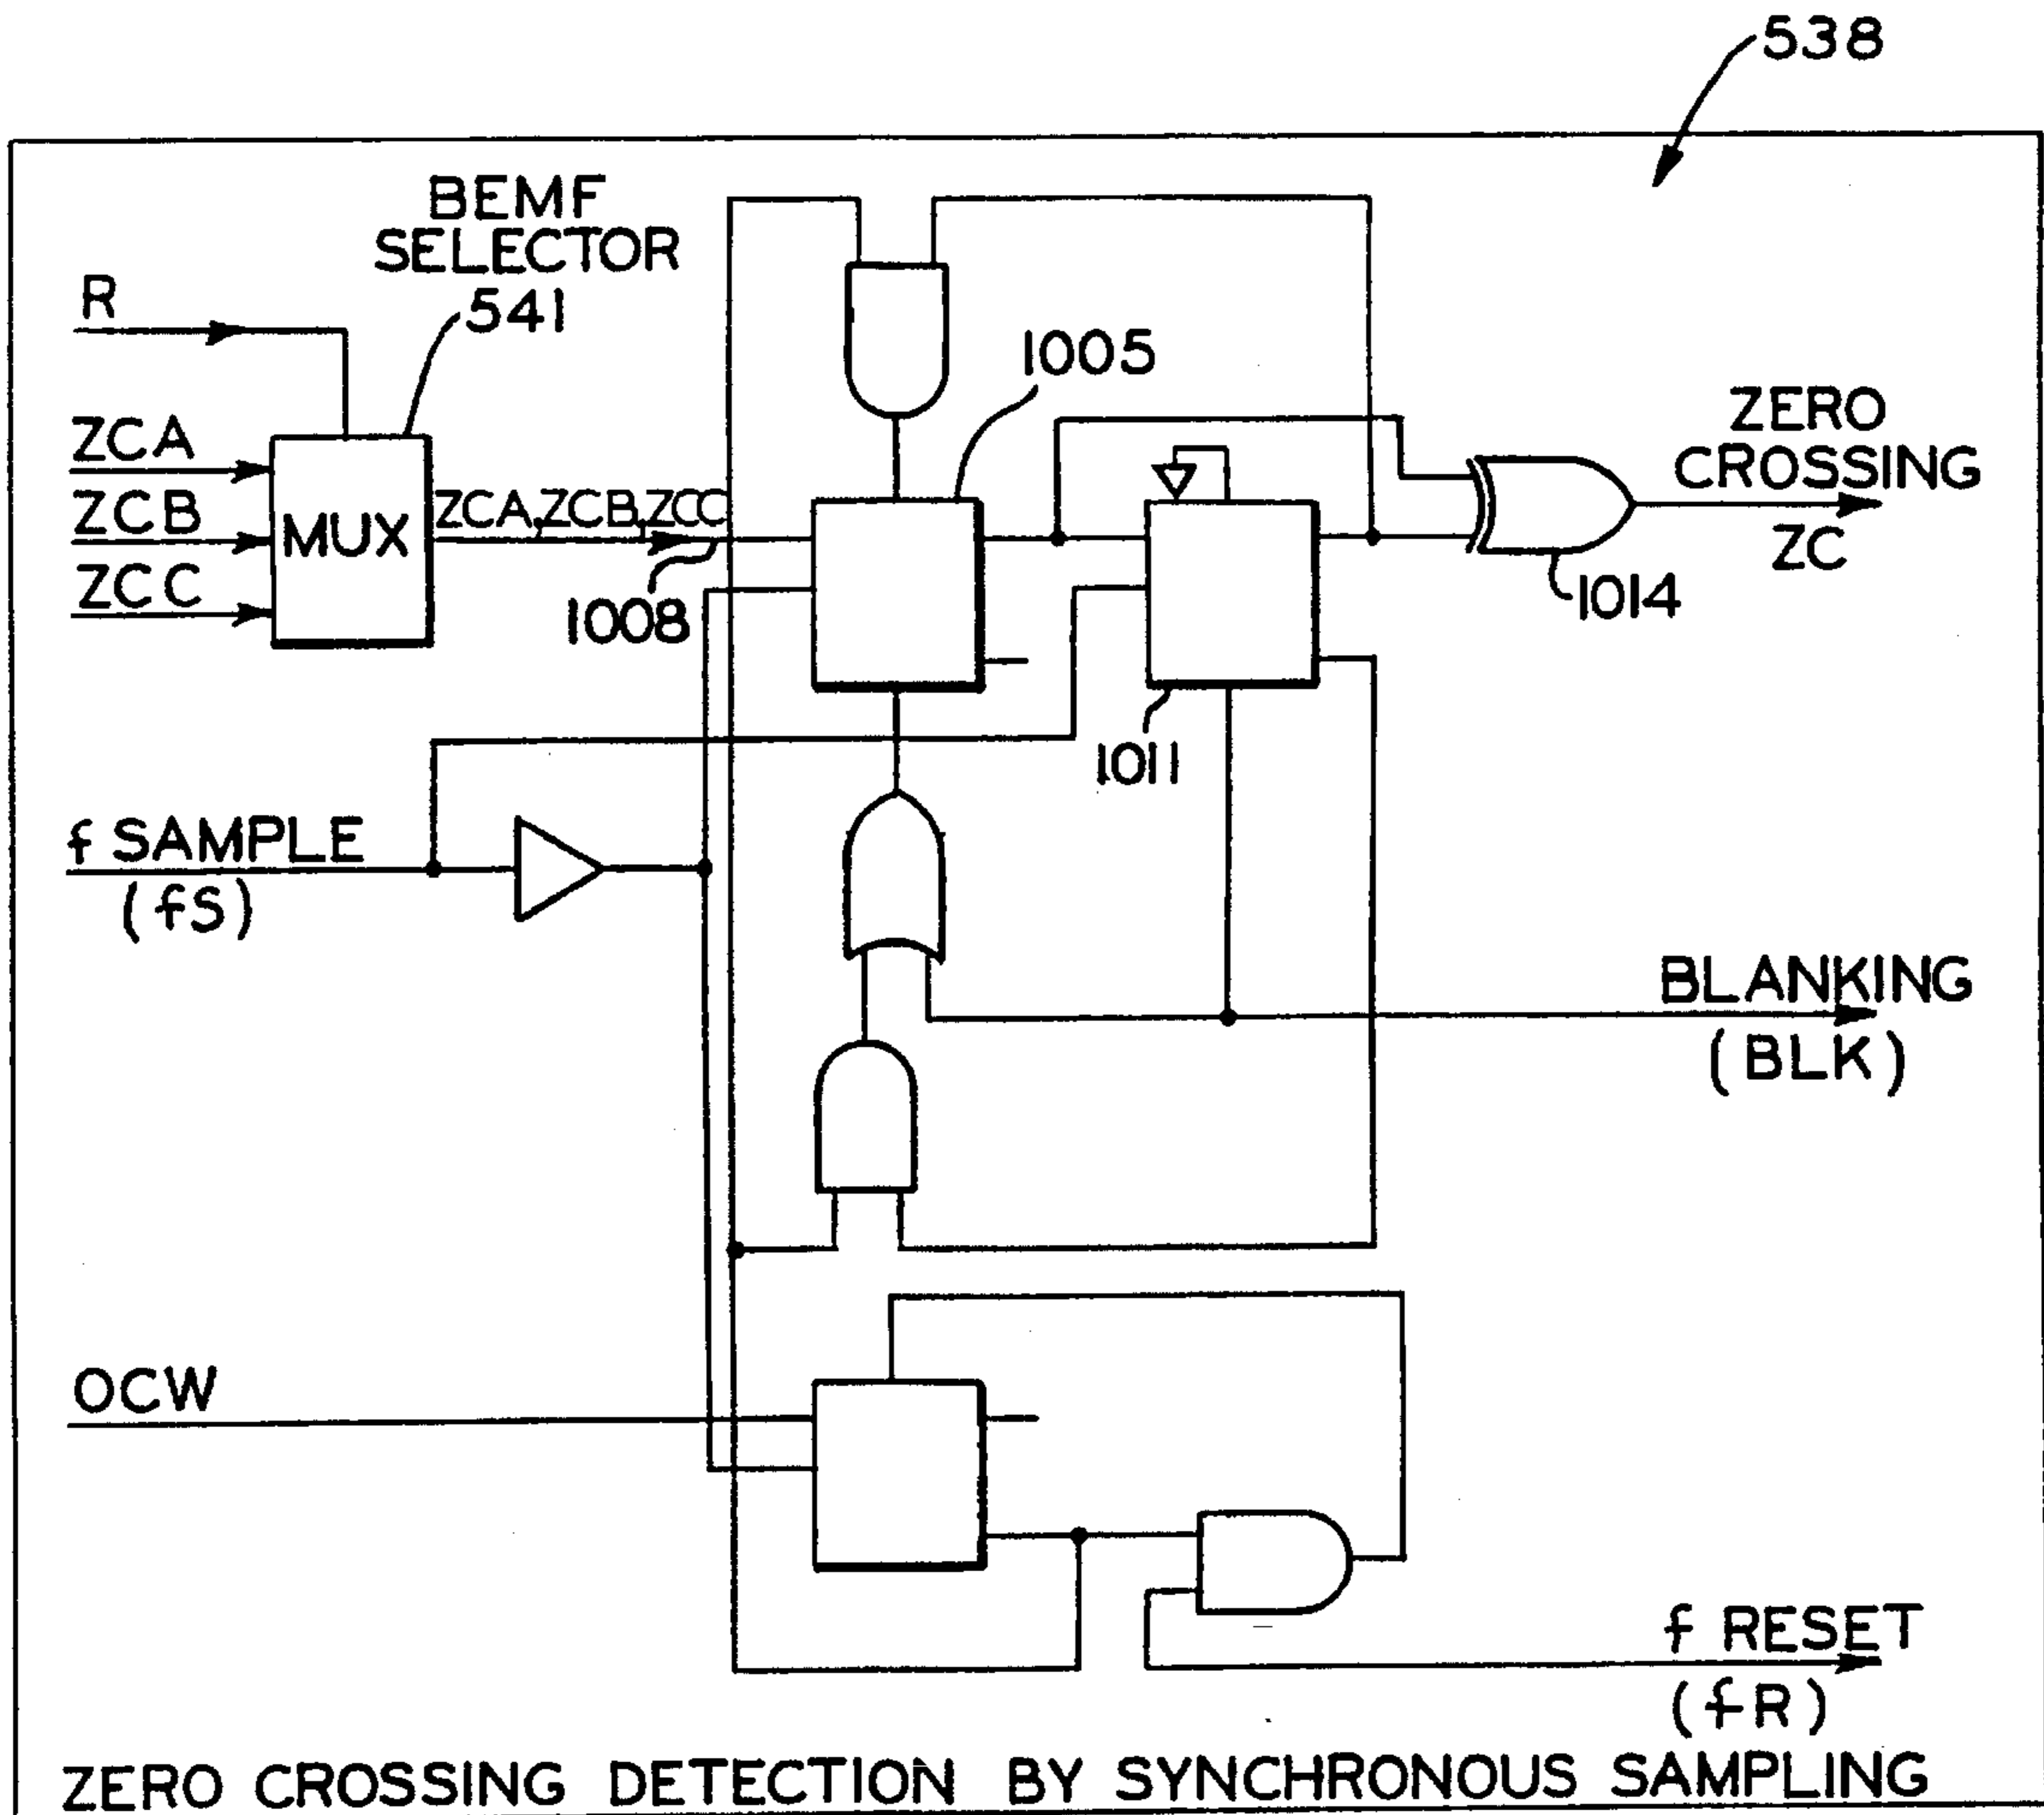 538
BEMF
SELECTOR
541
R
1005
ZCA
ZCB
ZCC
MUX
ZCA,ZCB,ZCC
1008
ZERO
CROSSING
ZC
1014
1011
f SAMPLE
(fS)
BLANKING
(BLK)
OCW
f RESET
(fR)
ZERO CROSSING DETECTION BY SYNCHRONOUS SAMPLING